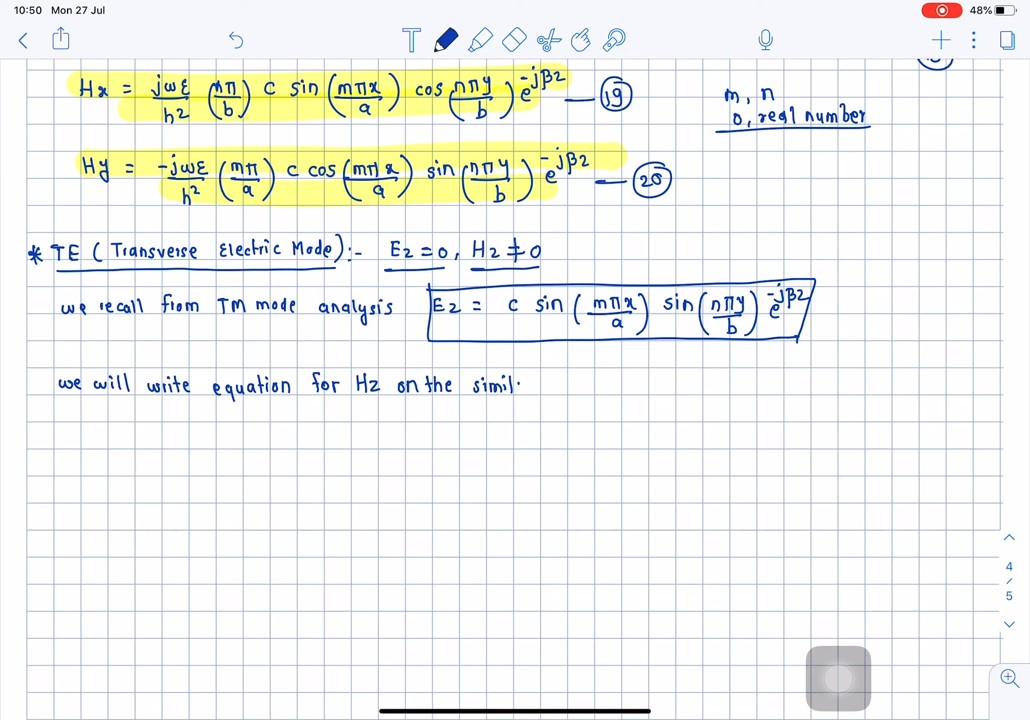 10:50 Mon 27 Jul
48%
Hx = jωε/h² (nπ/b) c sin (mπx/a) cos (nπy/b) e^-jβz — 19
m, n
0, real number
Hy = -jωε/h² (mπ/a) c cos (mπx/a) sin (nπy/b) e^-jβz — 20
* TE (Transverse Electric Mode):- Ez = 0, Hz ≠ 0
we recall from TM mode analysis Ez = c sin (mπx/a) sin (nπy/b) e^-jβz
we will write equation for Hz on the simil
4
/
5